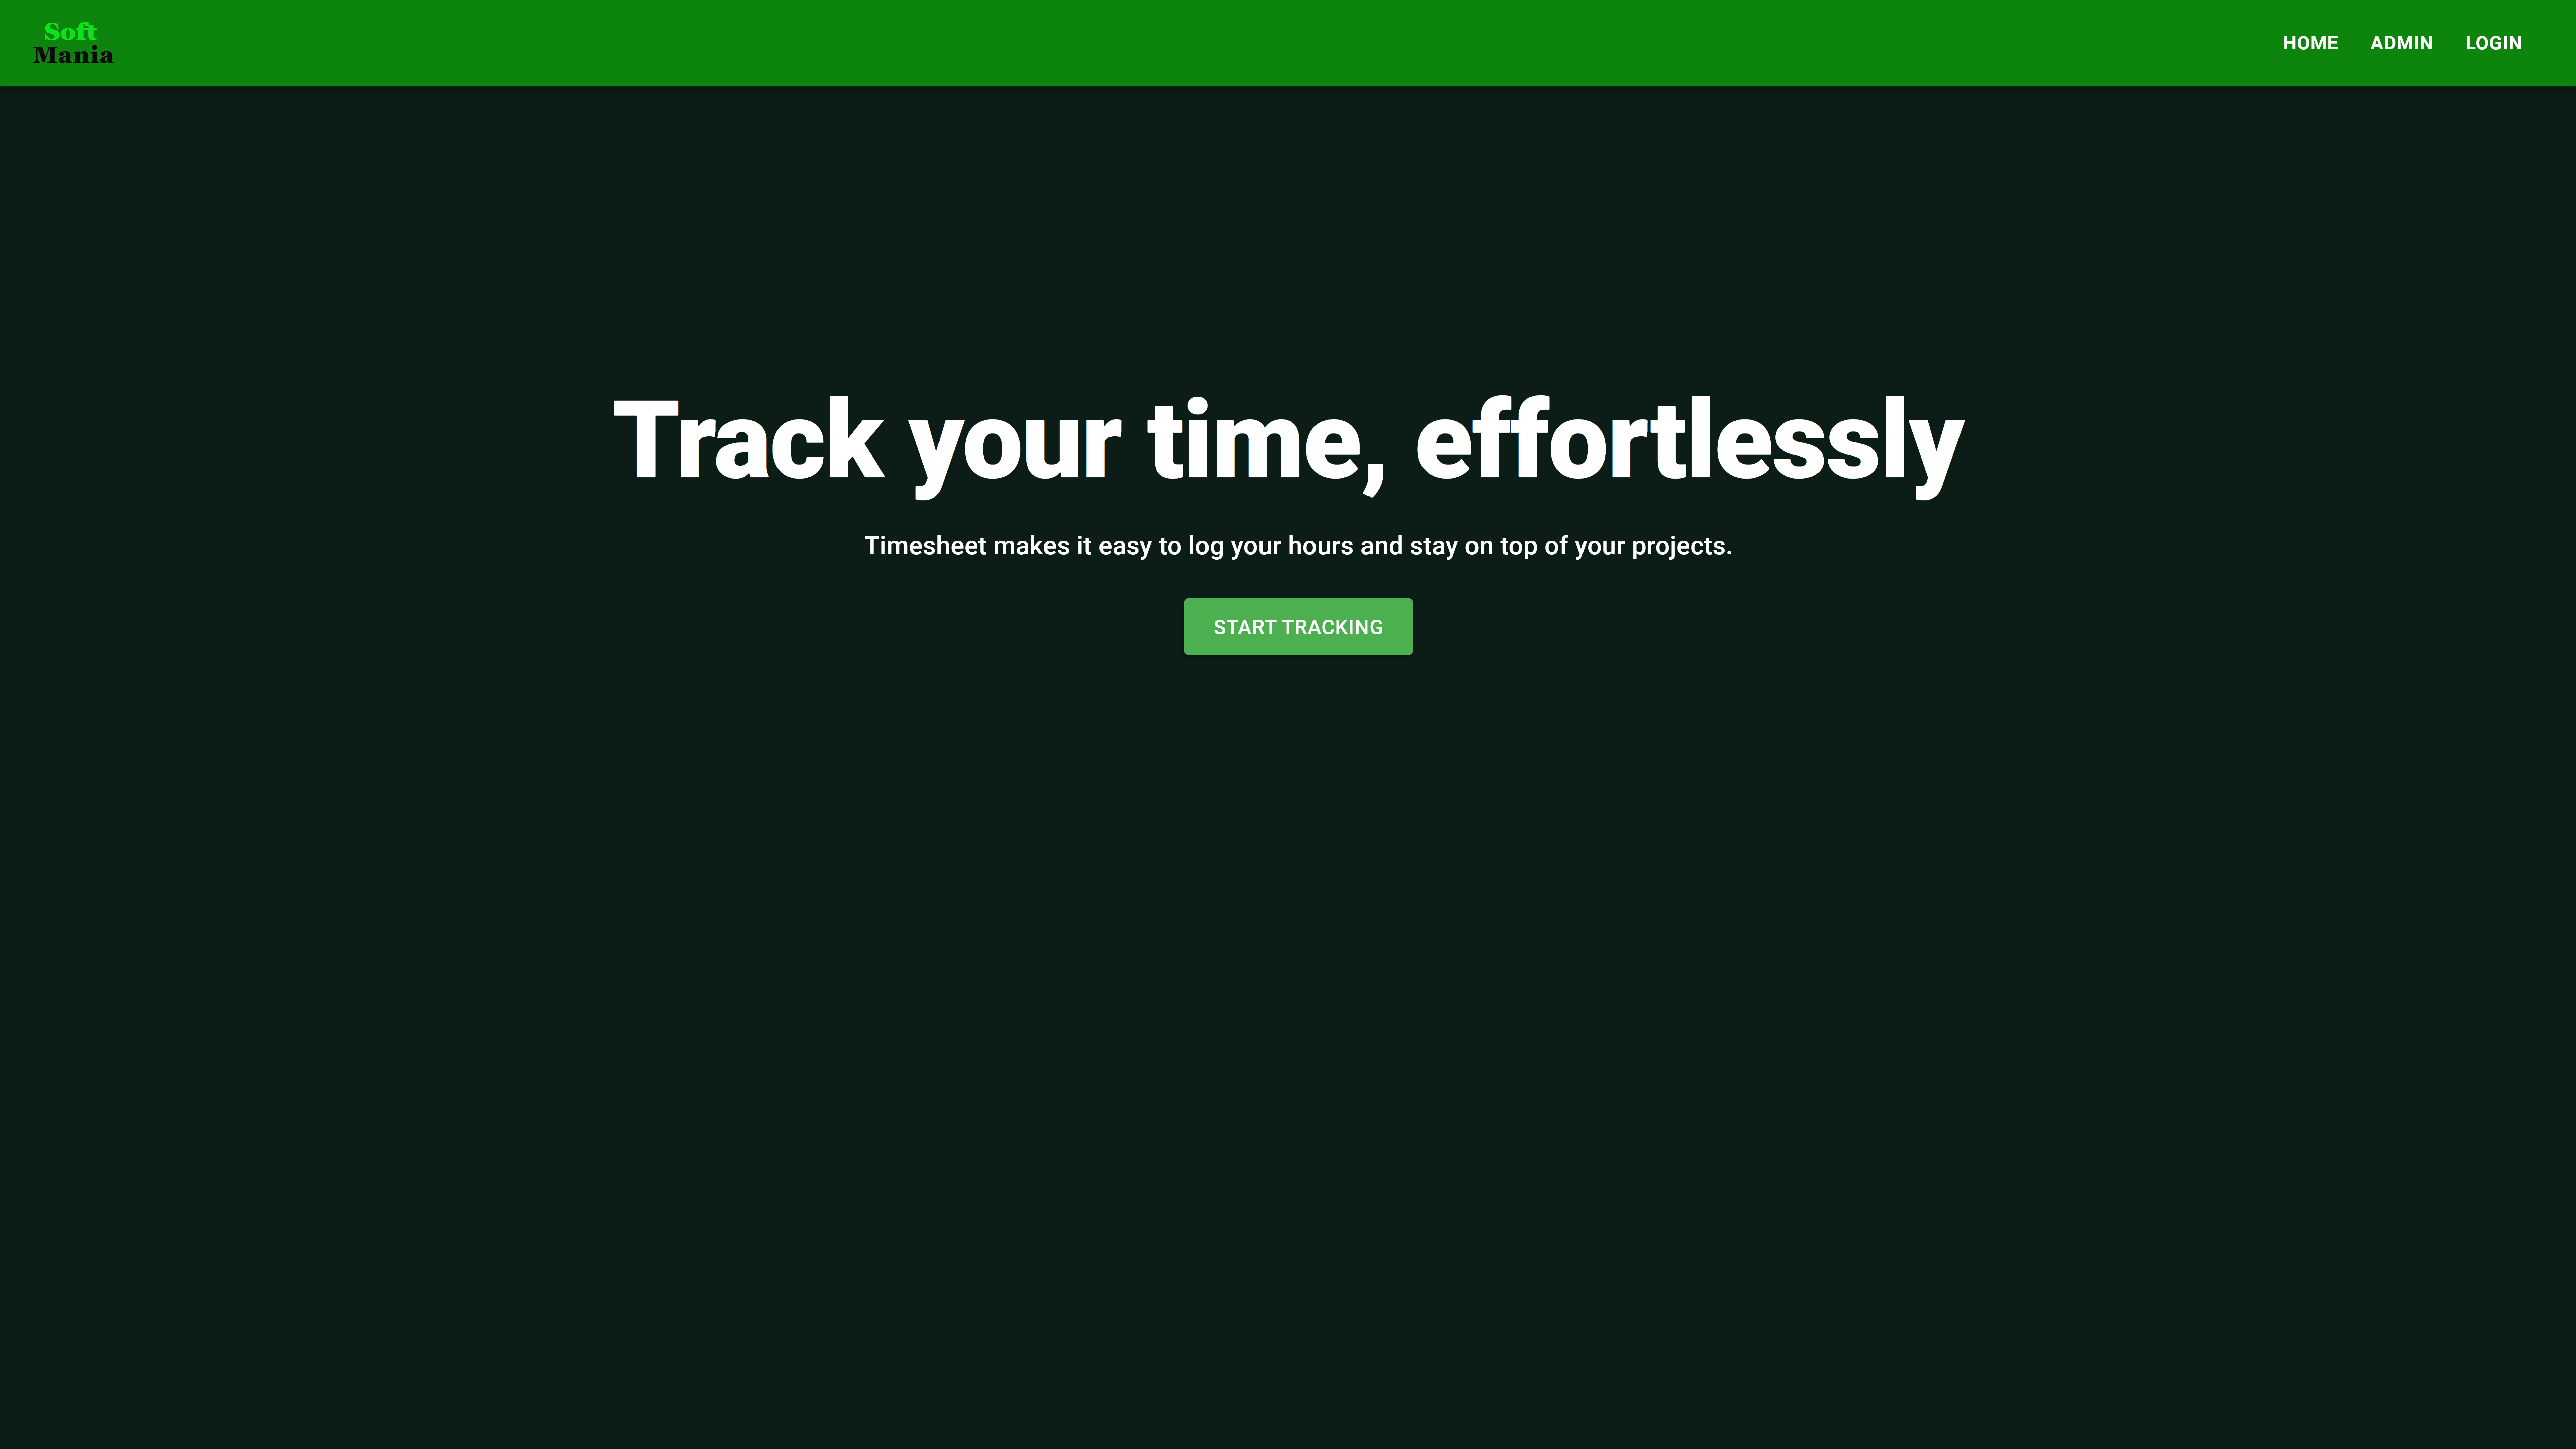 Soft
Mania
HOME ADMIN LOGIN
Track your time, effortlessly
Timesheet makes it easy to log your hours and stay on top of your projects.
START TRACKING